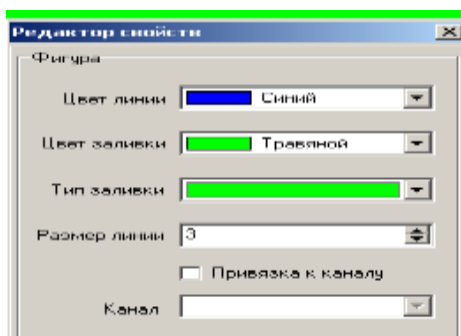 Редактор свойств
Фигура
Цвет линии Синий
Цвет заливки Травяной
Тип заливки
Размер линии 3
Привязка к каналу
Канал